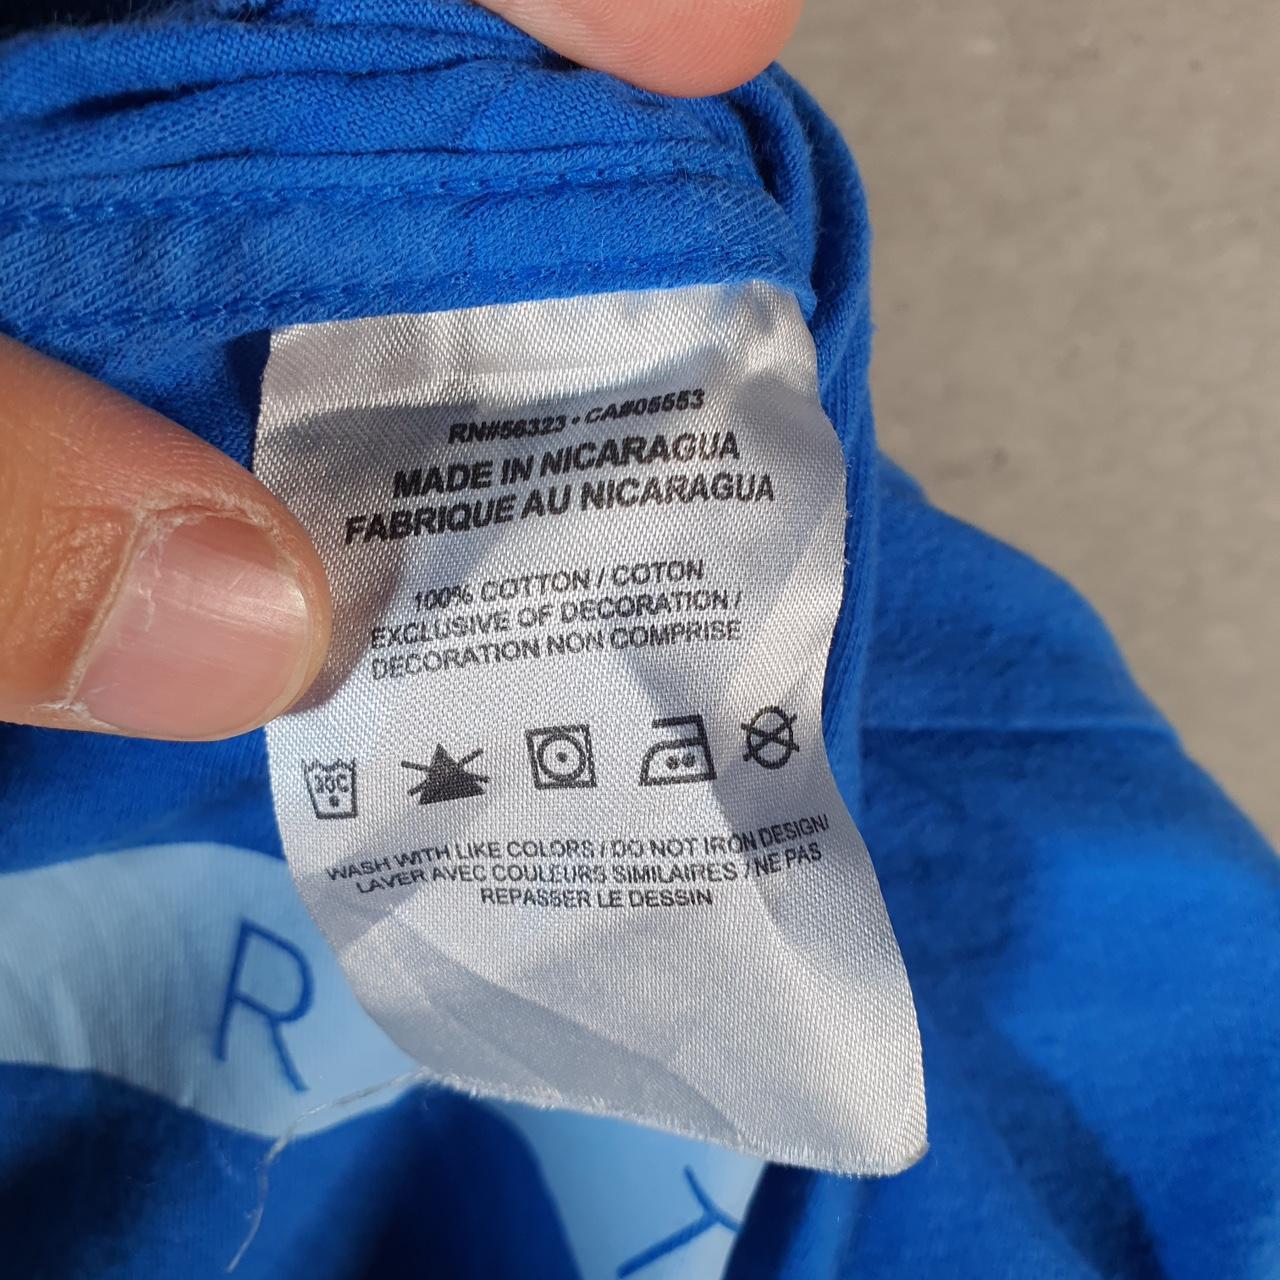 RN#56323 • CA#05553
MADE IN NICARAGUA
FABRIQUE AU NICARAGUA
100% COTTON / COTON
EXCLUSIVE OF DECORATION /
DECORATION NON COMPRISE
30C
WASH WITH LIKE COLORS / DO NOT IRON DESIGN/
LAVER AVEC COULEURS SIMILAIRES / NE PAS
REPASSER LE DESSIN
R